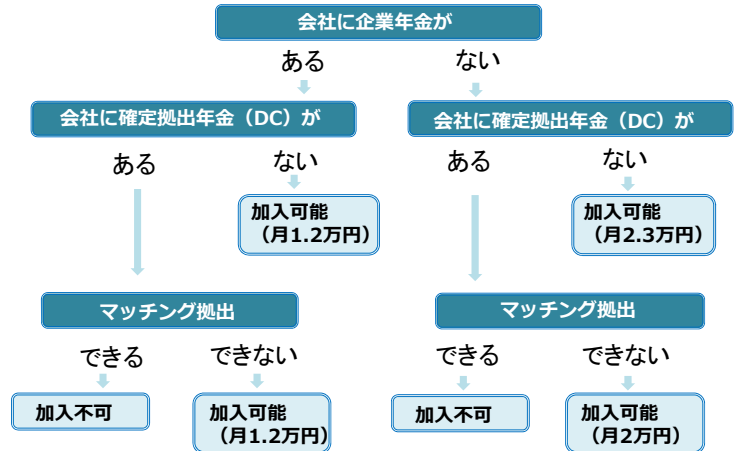 会社に企業年金が
ある
ない
会社に確定拠出年金（DC）が
会社に確定拠出年金（DC）が
ある
ない
ある
ない
加入可能
（月1.2万円）
加入可能
（月2.3万円）
マッチング拠出
マッチング拠出
できる
できない
できる
できない
加入不可
加入可能
（月1.2万円）
加入不可
加入可能
（月2万円）